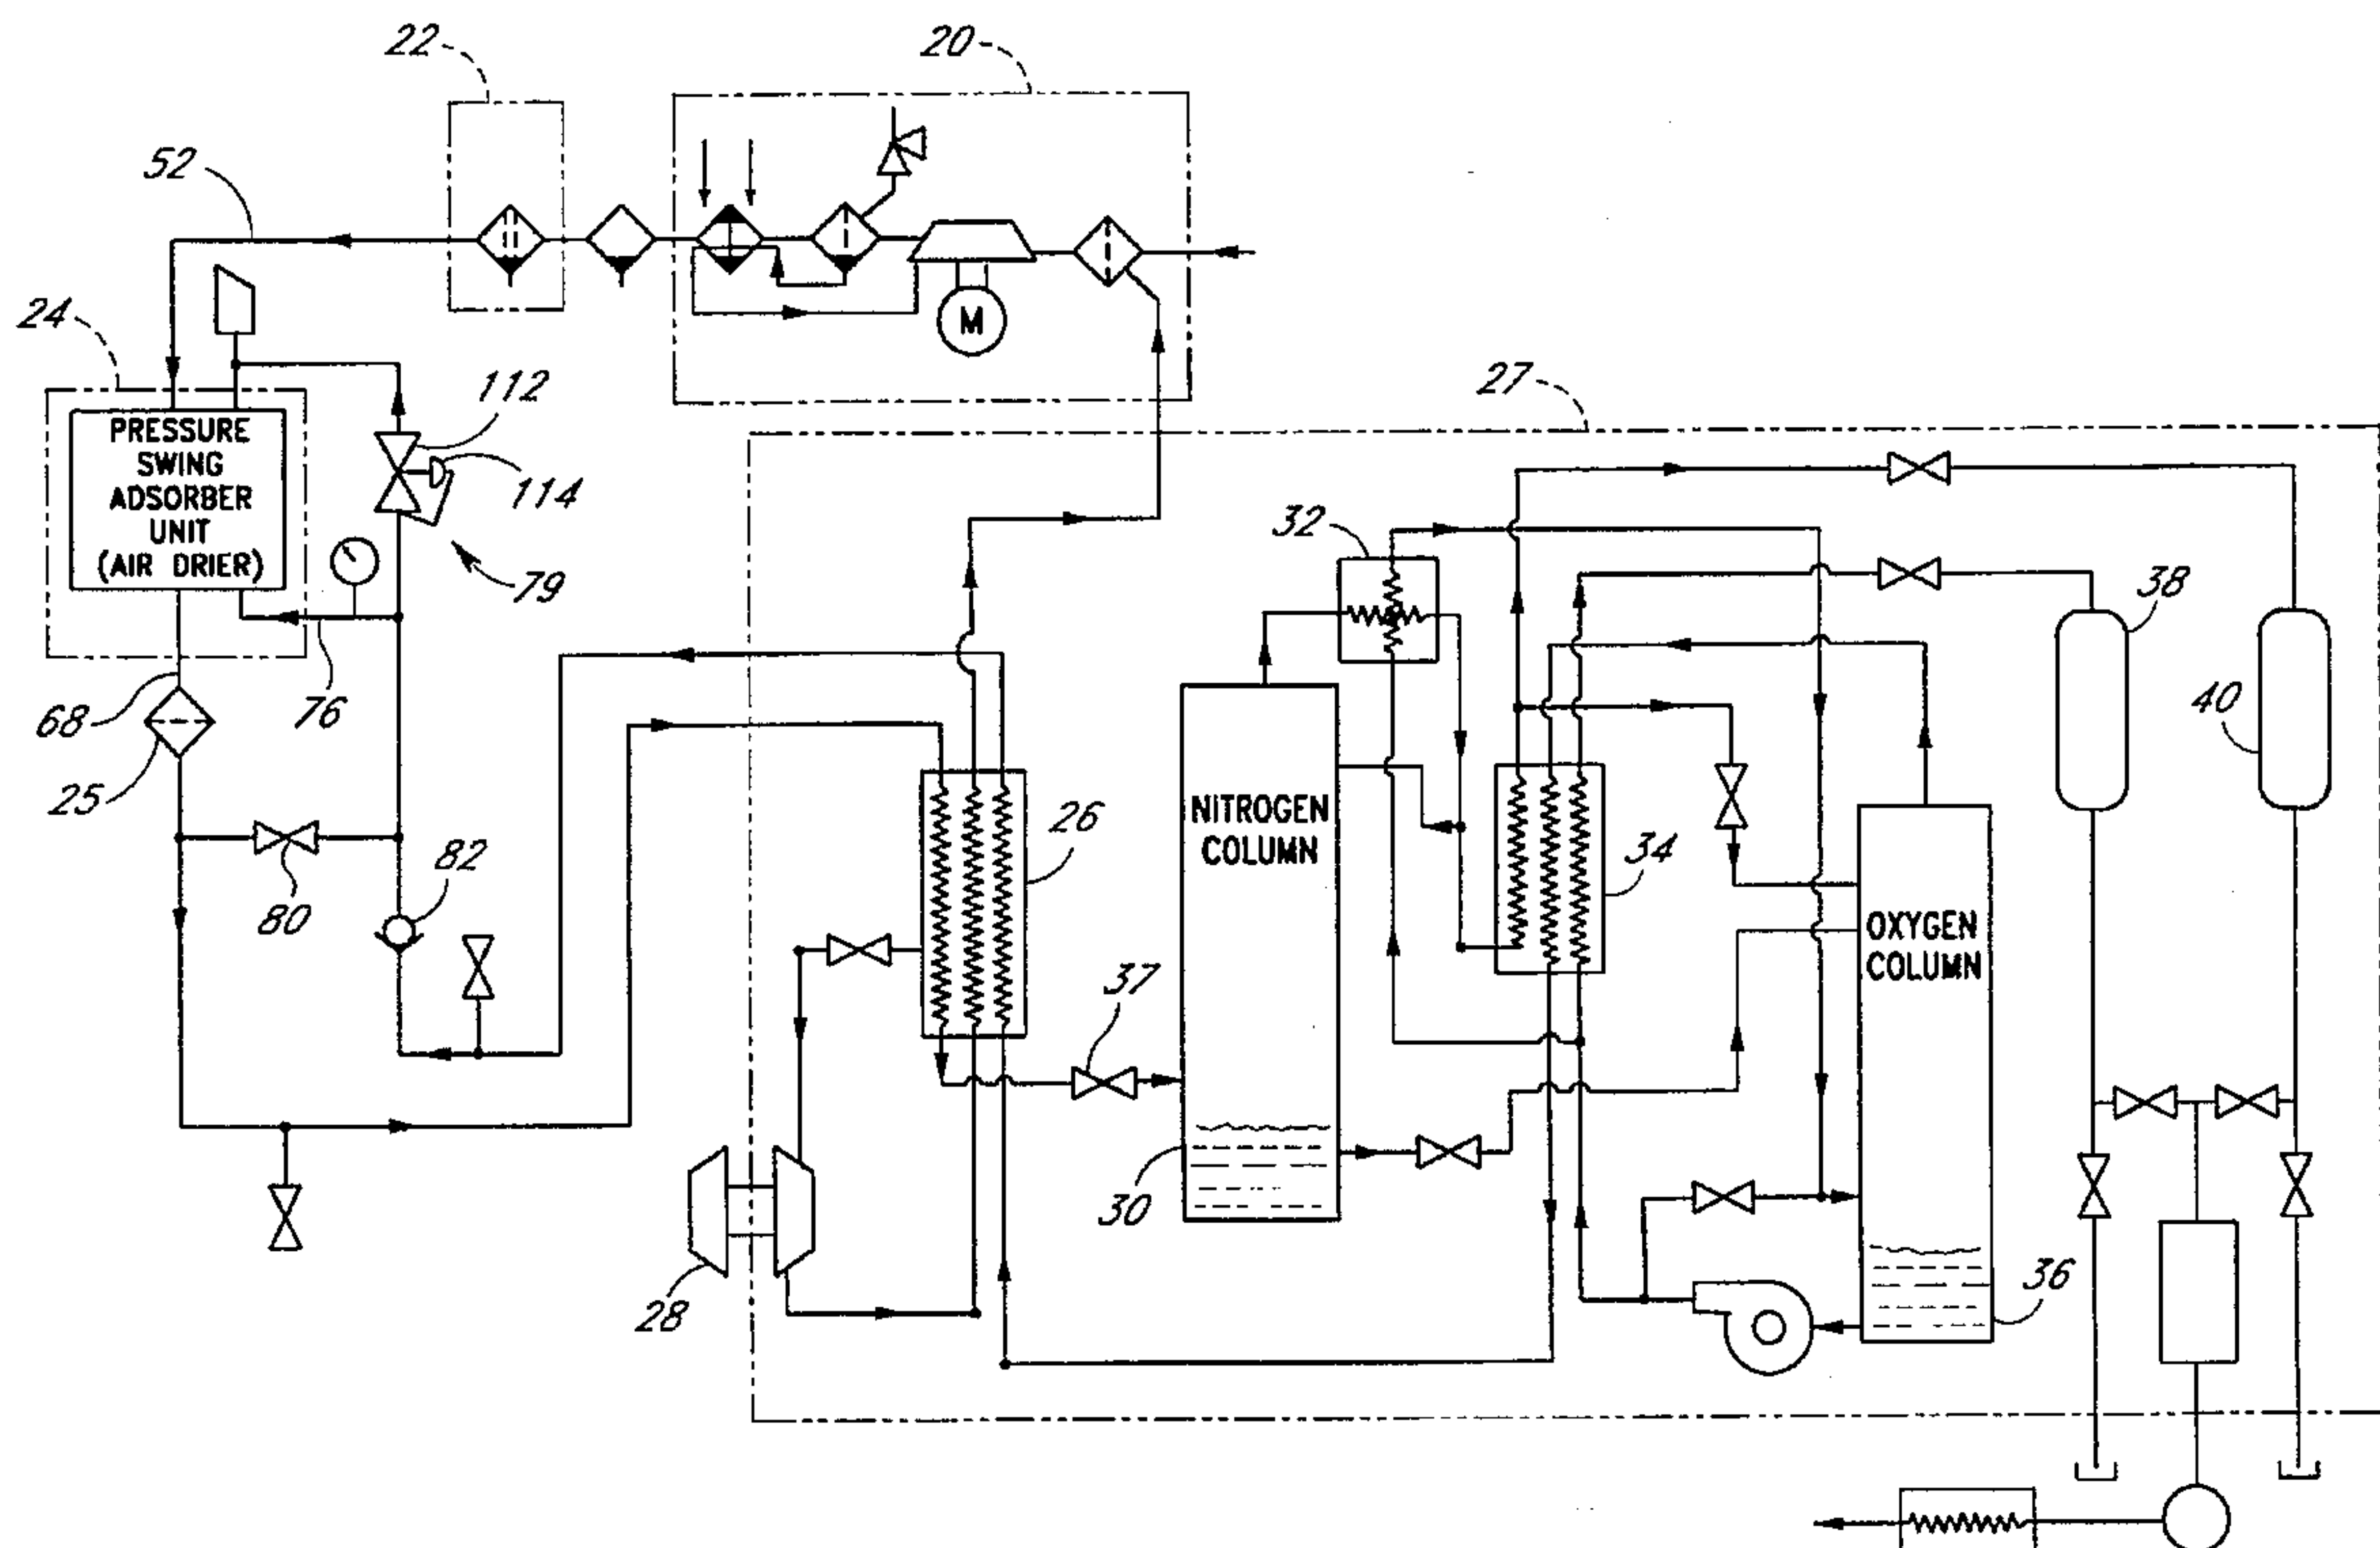 22
20
52
24
M
27
112
PRESSURE
SWING
ADSORBER
UNIT
(AIR DRIER)
114
32
79
38
68
76
40
25
26
NITROGEN
COLUMN
34
82
80
OXYGEN
COLUMN
37
30
36
28